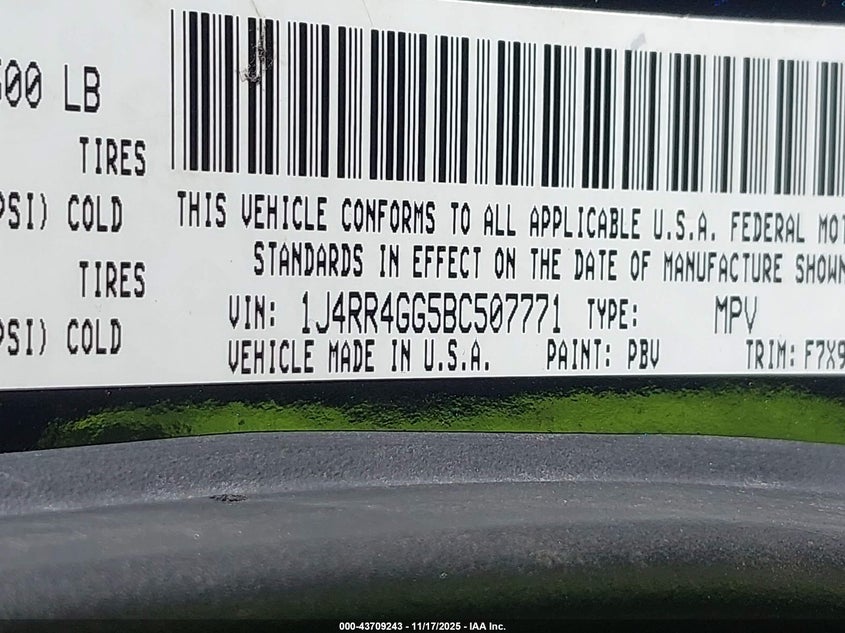 500 LB
TIRES
PSI) COLD
TIRES
PSI) COLD
THIS VEHICLE CONFORMS TO ALL APPLICABLE U.S.A. FEDERAL MOT
STANDARDS IN EFFECT ON THE DATE OF MANUFACTURE SHOWN
VIN: 1J4RR4GG5BC507771 TYPE: MPV
VEHICLE MADE IN U.S.A. PAINT: PBV TRIM: F7X9
000-43709243 - 11/17/2025 - IAA Inc.